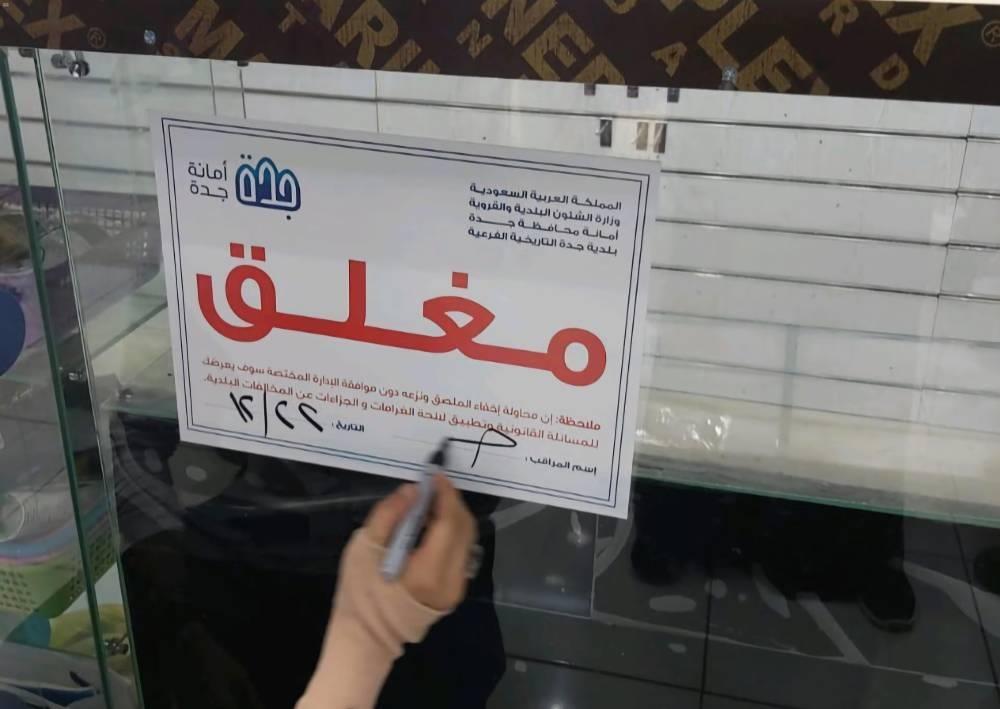 أمانة
جدة
جدة
المملكة العربية السعودية
وزارة الشئون البلدية والقروية
أمانة محافظة جـــدة
بلدية جدة التاريخية الفرعية
مغلق
ملاحظة: إن محاولة إخفاء الملصق ونزعه دون موافقة الإدارة المختصة سوف يعرضك
للمسائلة القانونية وتطبيق لائحة الغرامات و الجزاءات عن المخالفات البلدية.
إسم المراقب :
التاريخ : ١٢/٢٢